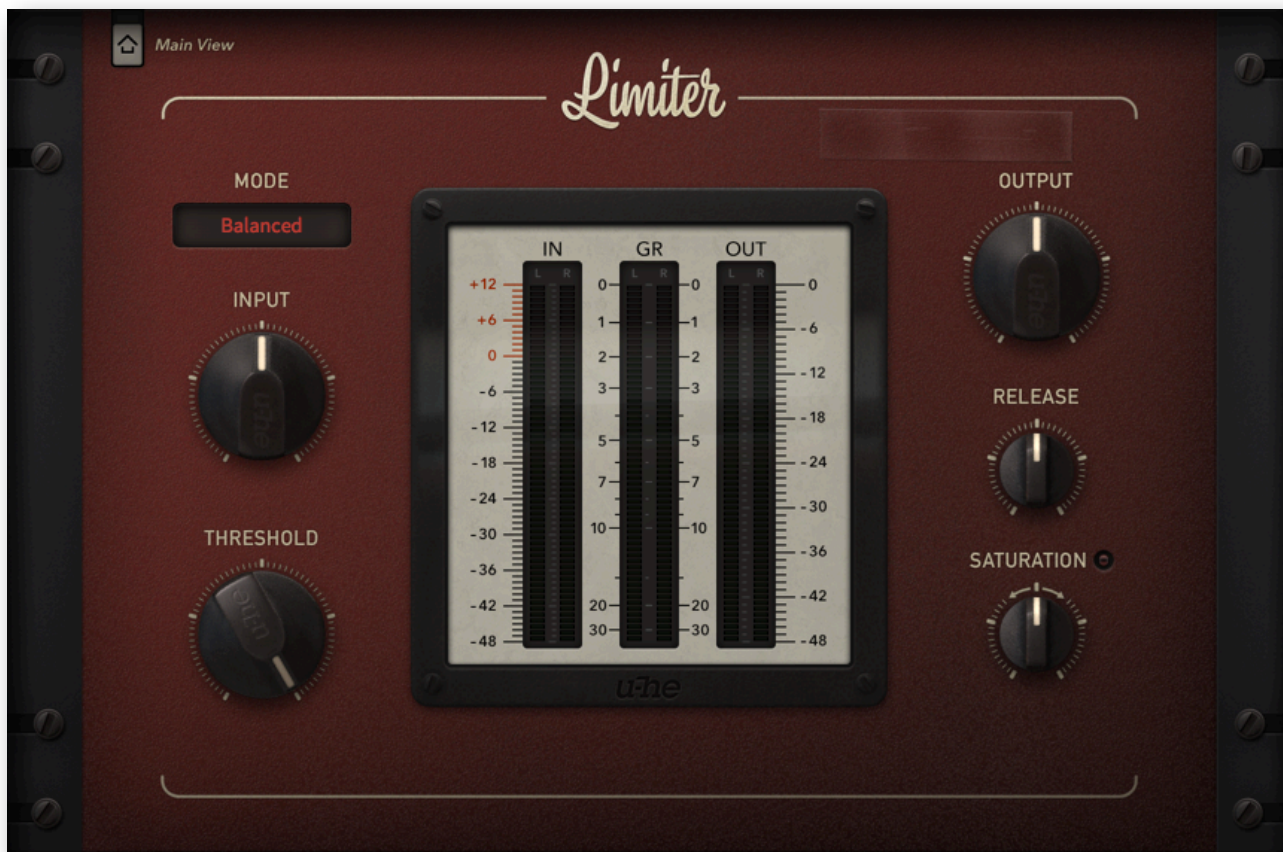 Main View
Limiter
MODE
Balanced
INPUT
THRESHOLD
IN
GR
OUT
L R
L R
L R
+12
+6
0
-6
-12
-18
-24
-30
-36
-42
-48
0 0
1 1
2 2
3 3
5 5
7 7
10 10
20 20
30 30
0
-6
-12
-18
-24
-30
-36
-42
-48
u-he
OUTPUT
RELEASE
SATURATION
u-he
u-he
u-he